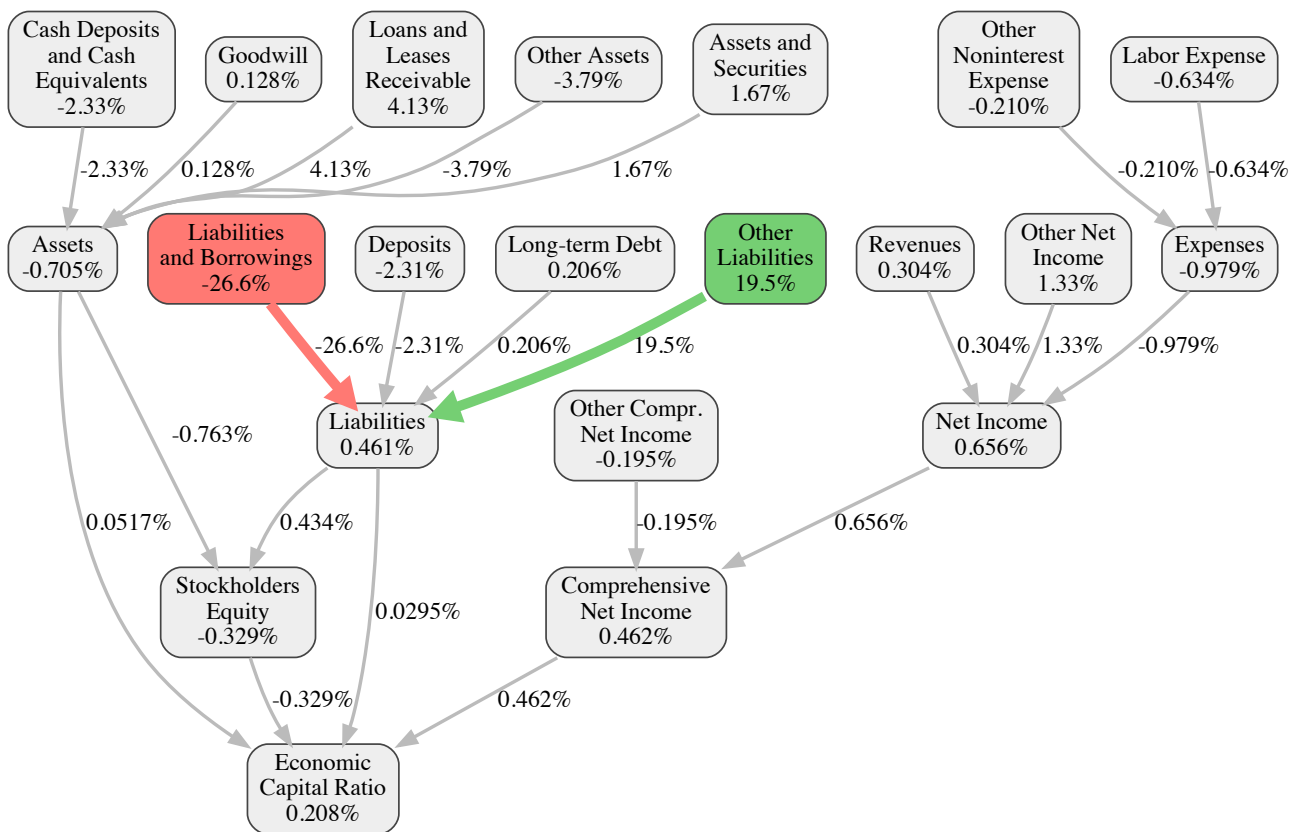 Cash Deposits
and Cash
Equivalents
-2.33%
Goodwill
0.128%
Loans and
Leases
Receivable
4.13%
Other Assets
-3.79%
Assets and
Securities
1.67%
Other
Noninterest
Expense
-0.210%
Labor Expense
-0.634%
-2.33%
0.128%
4.13%
-3.79%
1.67%
-0.210%
-0.634%
Assets
-0.705%
Liabilities
and Borrowings
-26.6%
Deposits
-2.31%
Long-term Debt
0.206%
Other
Liabilities
19.5%
Revenues
0.304%
Other Net
Income
1.33%
Expenses
-0.979%
-26.6%
-2.31%
0.206%
19.5%
0.304%
1.33%
-0.979%
Liabilities
0.461%
Other Compr.
Net Income
-0.195%
Net Income
0.656%
-0.763%
0.0517%
0.434%
-0.195%
0.656%
Stockholders
Equity
-0.329%
0.0295%
Comprehensive
Net Income
0.462%
-0.329%
0.462%
Economic
Capital Ratio
0.208%